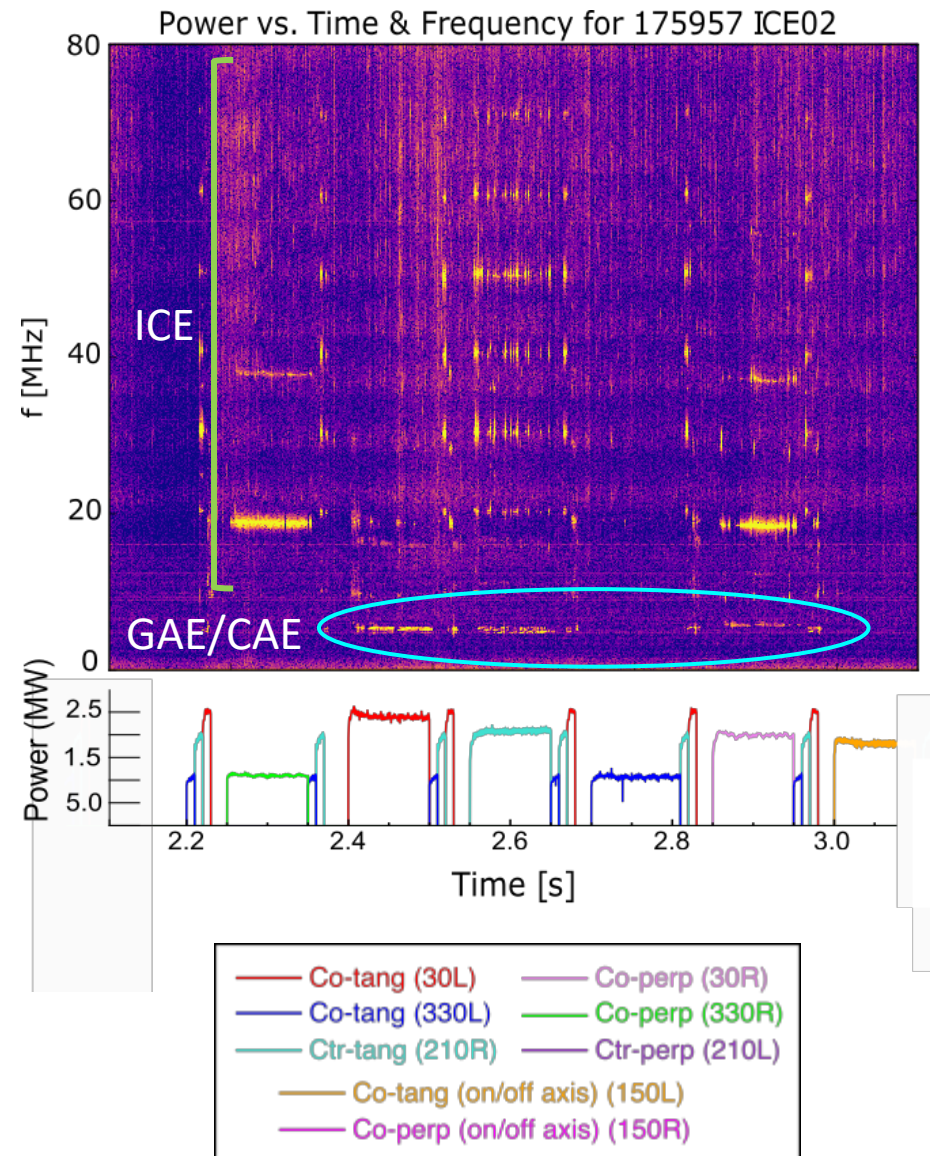 Power vs. Time & Frequency for 175957 ICE02
80
60
40
20
0
f [MHz]
ICE
GAE/CAE
Power (MW)
2.5
1.5
5.0
2.2 2.4 2.6 2.8 3.0
Time [s]
Co-tang (30L) Co-perp (30R)
Co-tang (330L) Co-perp (330R)
Ctr-tang (210R) Ctr-perp (210L)
Co-tang (on/off axis) (150L)
Co-perp (on/off axis) (150R)